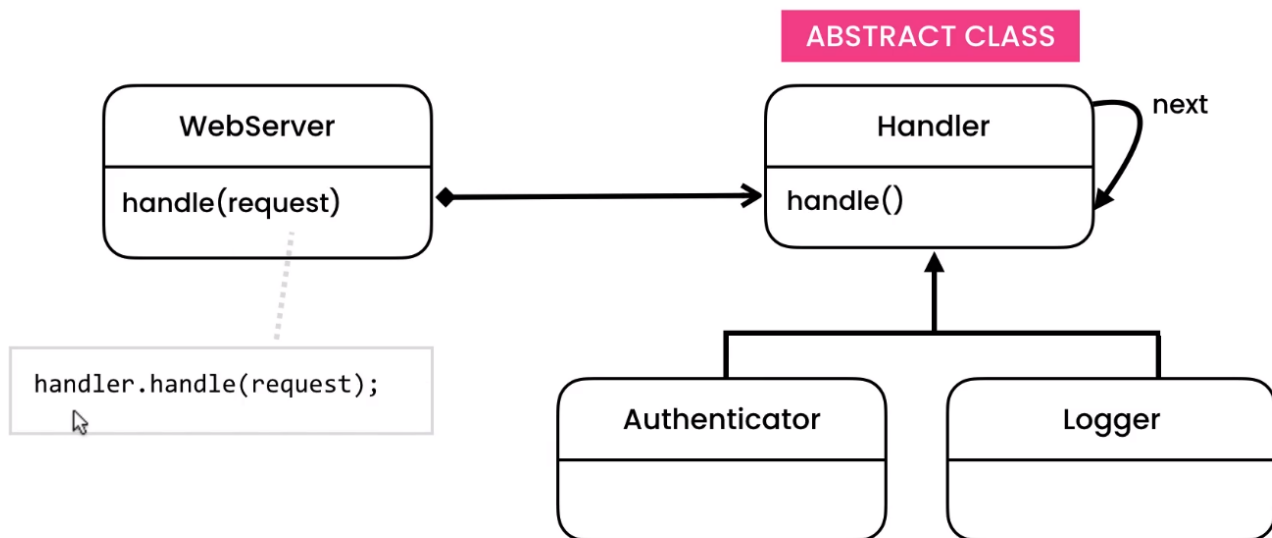 ABSTRACT CLASS
WebServer
handle(request)
Handler
handle()
next
handler.handle(request);
Authenticator
Logger